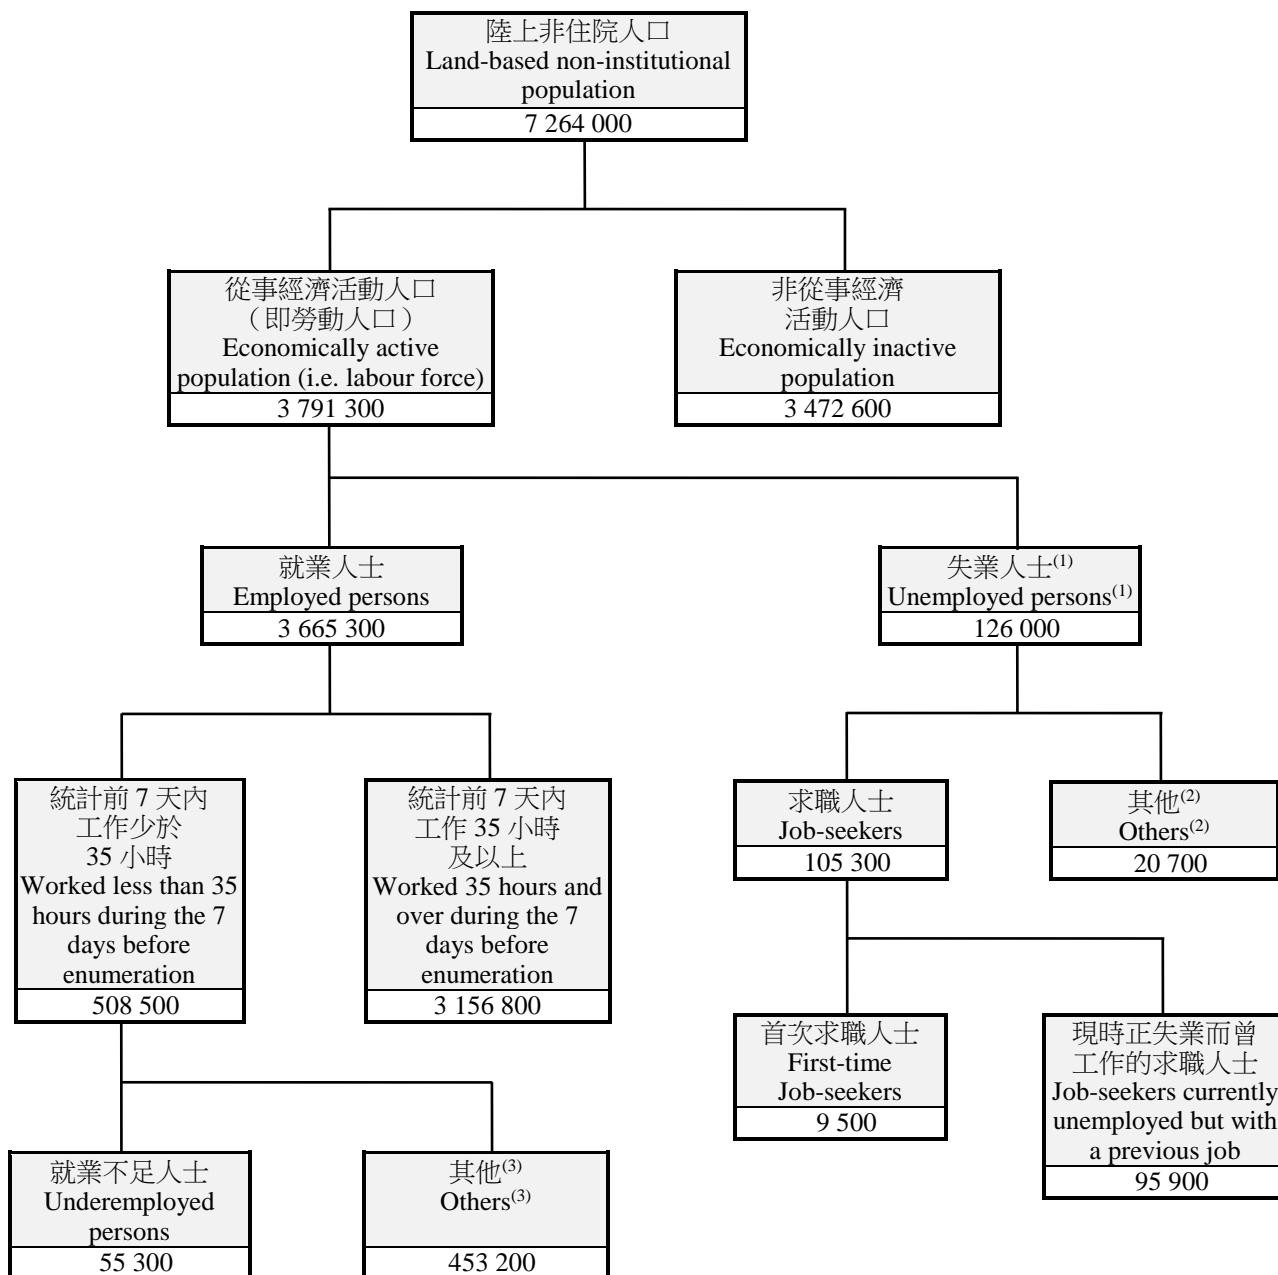 陸上非住院人口
Land-based non-institutional
population
7 264 000
從事經濟活動人口
（即勞動人口）
Economically active
population (i.e. labour force)
3 791 300
非從事經濟
活動人口
Economically inactive
population
3 472 600
就業人士
Employed persons
3 665 300
失業人士(1)
Unemployed persons(1)
126 000
統計前 7 天內
工作少於
35 小時
Worked less than 35
hours during the 7
days before
enumeration
508 500
統計前 7 天內
工作 35 小時
及以上
Worked 35 hours and
over during the 7
days before
enumeration
3 156 800
求職人士
Job-seekers
105 300
其他(2)
Others(2)
20 700
首次求職人士
First-time
Job-seekers
9 500
現時正失業而曾
工作的求職人士
Job-seekers currently
unemployed but with
a previous job
95 900
就業不足人士
Underemployed
persons
55 300
其他(3)
Others(3)
453 200